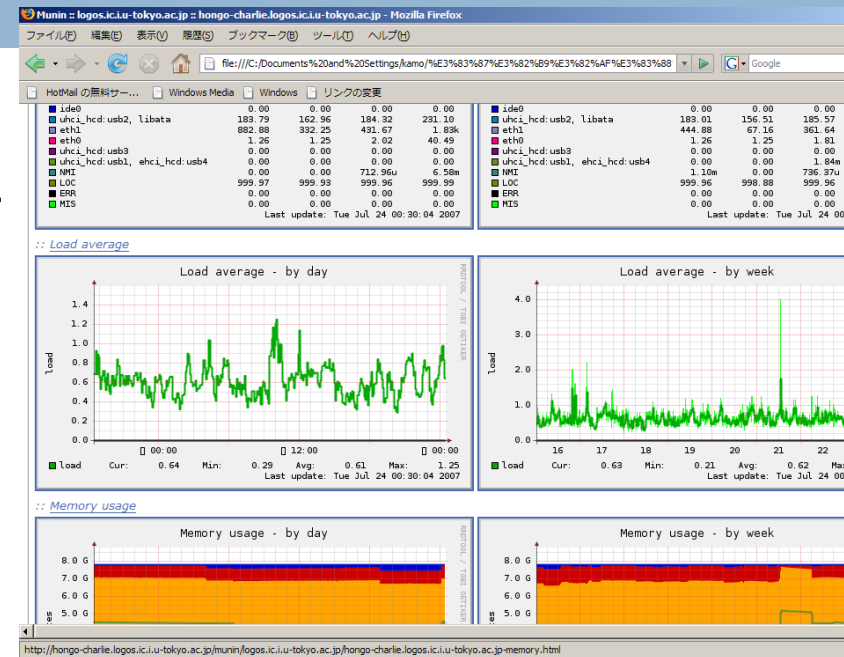 Munin :: logos.ic.i.u-tokyo.ac.jp :: hongo-charlie.logos.ic.i.u-tokyo.ac.jp - Mozilla Firefox
ファイル(F) 編集(E) 表示(V) 履歴(S) ブックマーク(B) ツール(T) ヘルプ(H)
file:///C:/Documents%20and%20Settings/kamo/%E3%83%87%E3%82%B9%E3%82%AF%E3%83%88
G Google
HotMail の無料サー... Windows Media Windows リンクの変更
ide0 0.00 0.00 0.00 0.00
uhci_hcd:usb2, libata 183.79 162.96 184.32 231.10
eth1 882.88 332.25 431.67 1.83k
eth0 1.26 1.25 2.02 40.49
uhci_hcd:usb3 0.00 0.00 0.00 0.00
uhci_hcd:usb1, ehci_hcd:usb4 0.00 0.00 0.00 0.00
NMI 0.00 0.00 712.96u 6.58m
LOC 999.97 999.93 999.96 999.99
ERR 0.00 0.00 0.00 0.00
MIS 0.00 0.00 0.00 0.00
Last update: Tue Jul 24 00:30:04 2007
ide0 0.00 0.00 0.00
uhci_hcd:usb2, libata 183.01 156.51 185.57
eth1 444.88 67.16 361.64
eth0 1.26 1.25 1.81
uhci_hcd:usb3 0.00 0.00 0.00
uhci_hcd:usb1, ehci_hcd:usb4 0.00 0.00 1.84m
NMI 1.10m 0.00 736.37u
LOC 999.96 998.88 999.96
ERR 0.00 0.00 0.00
MIS 0.00 0.00 0.00
Last update: Tue Jul 24 00
:: Load average
Load average - by day
RRDTOOL / TOBI OETIKER
load
1.4
1.2
1.0
0.8
0.6
0.4
0.2
0.0
00:00 12:00 00:00
load Cur: 0.64 Min: 0.29 Avg: 0.61 Max: 1.25
Last update: Tue Jul 24 00:30:04 2007
Load average - by week
load
4.0
3.0
2.0
1.0
0.0
16 17 18 19 20 21 22
load Cur: 0.63 Min: 0.21 Avg: 0.62 Ma
Last update: Tue Jul 24 00
:: Memory usage
Memory usage - by day
RRDTOOL / TOBI OETIKER
8.0 G
7.0 G
6.0 G
5.0 G
Memory usage - by week
8.0 G
7.0 G
6.0 G
5.0 G
http://hongo-charlie.logos.ic.i.u-tokyo.ac.jp/munin/logos.ic.i.u-tokyo.ac.jp/hongo-charlie.logos.ic.i.u-tokyo.ac.jp-memory.html